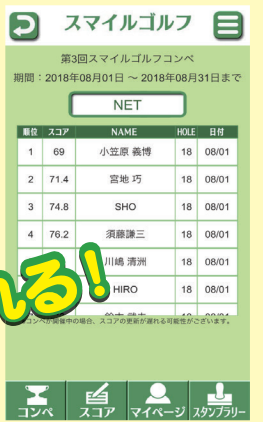 スマイルゴルフ
第3回スマイルゴルフコンペ
期間：2018年08月01日 ～ 2018年08月31日まで
NET
順位 スコア NAME HOLE 日付
1 69 小笠原 義博 18 08/01
2 71.4 宮地 巧 18 08/01
3 74.8 SHO 18 08/01
4 76.2 須藤謙三 18 08/01
川嶋 清洲 18 08/01
HIRO 18 08/01
れる！
コンペが開催中の場合、スコアの更新が遅れる可能性がございます。
コンペ スコア マイページ スタンプラリー